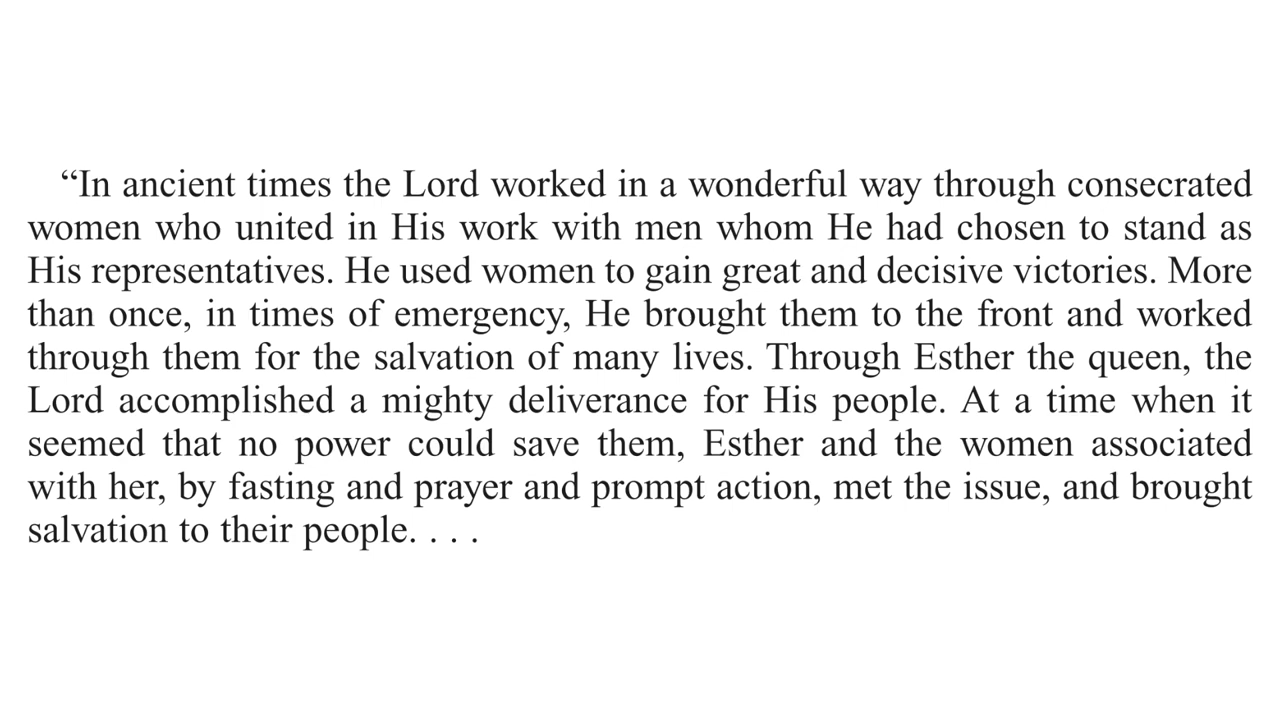 “In ancient times the Lord worked in a wonderful way through consecrated
women who united in His work with men whom He had chosen to stand as
His representatives. He used women to gain great and decisive victories. More
than once, in times of emergency, He brought them to the front and worked
through them for the salvation of many lives. Through Esther the queen, the
Lord accomplished a mighty deliverance for His people. At a time when it
seemed that no power could save them, Esther and the women associated
with her, by fasting and prayer and prompt action, met the issue, and brought
salvation to their people. . . .